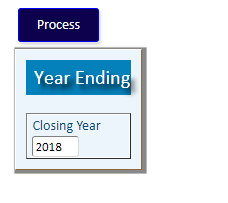 Process
Year Ending
Closing Year
2018